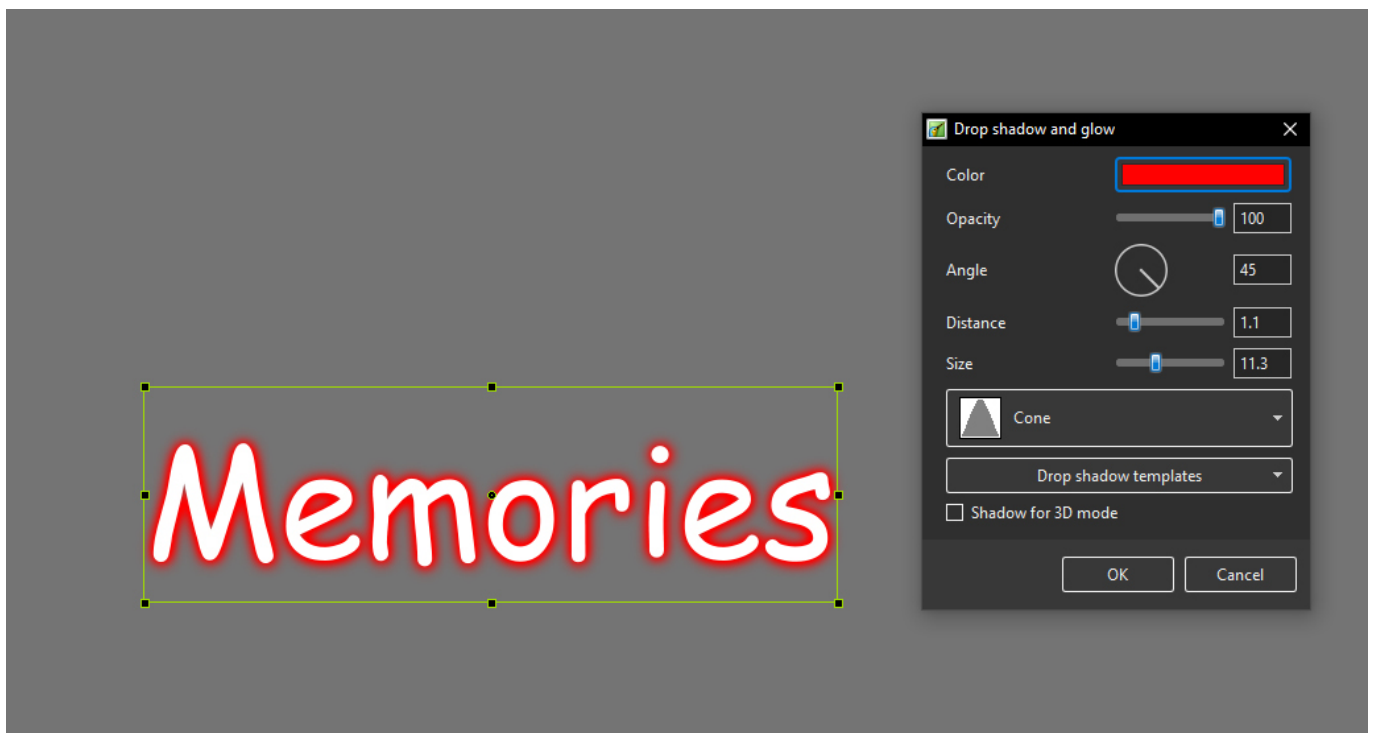 Drop shadow and glow
Color
Opacity 100
Angle 45
Distance 1.1
Size 11.3
Cone
Drop shadow templates
Shadow for 3D mode
OK Cancel
Memories